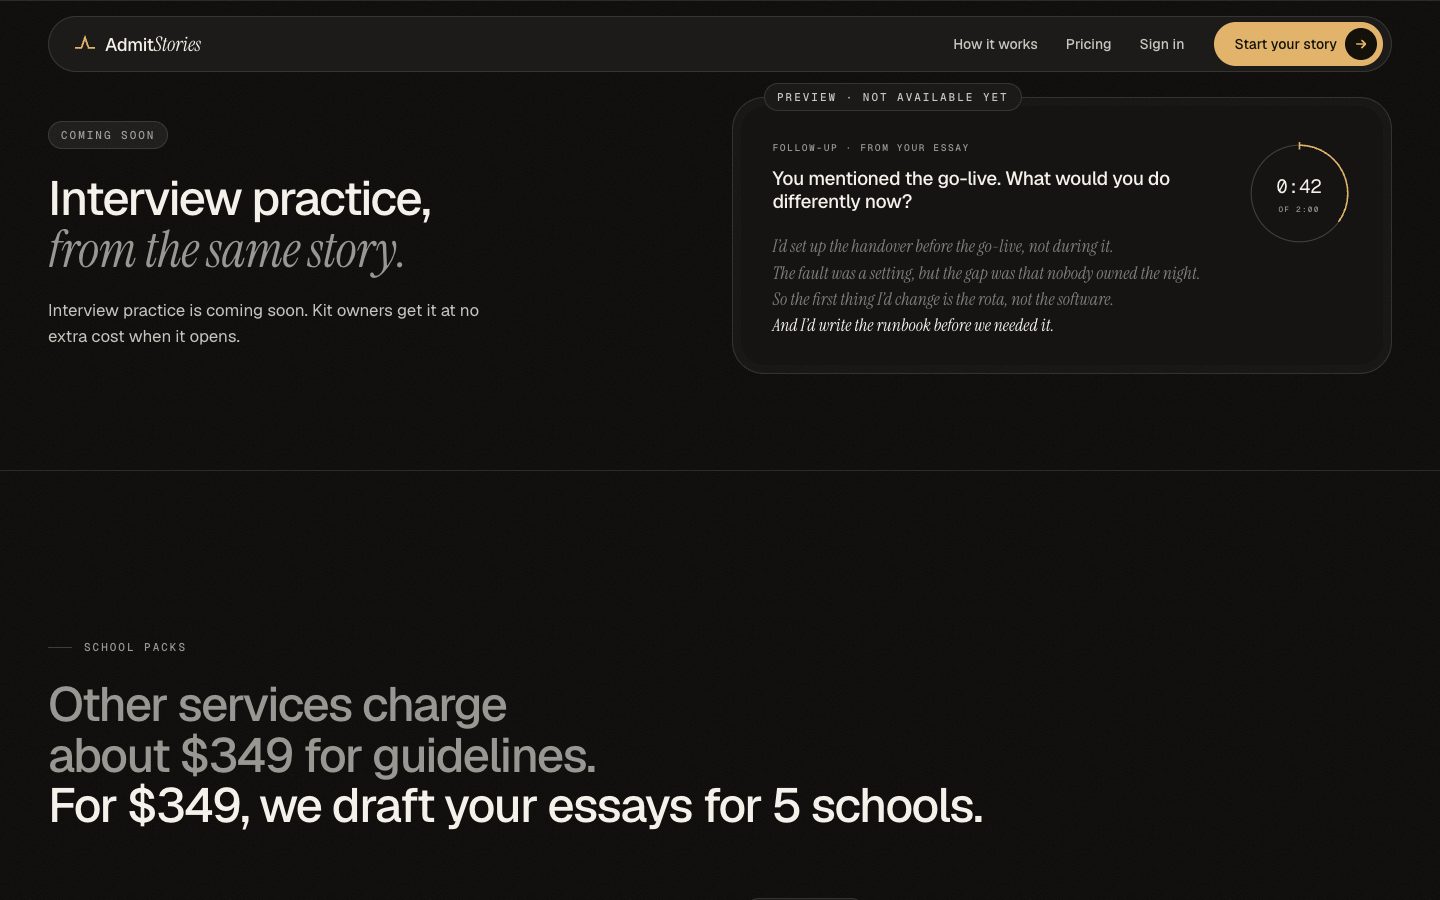 AdmitStories
How it works
Pricing
Sign in
Start your story
COMING SOON
Interview practice,
from the same story.
Interview practice is coming soon. Kit owners get it at no
extra cost when it opens.
PREVIEW · NOT AVAILABLE YET
FOLLOW-UP · FROM YOUR ESSAY
You mentioned the go-live. What would you do
differently now?
0:42
OF 2:00
I'd set up the handover before the go-live, not during it.
The fault was a setting, but the gap was that nobody owned the night.
So the first thing I'd change is the rota, not the software.
And I'd write the runbook before we needed it.
SCHOOL PACKS
Other services charge
about $349 for guidelines.
For $349, we draft your essays for 5 schools.